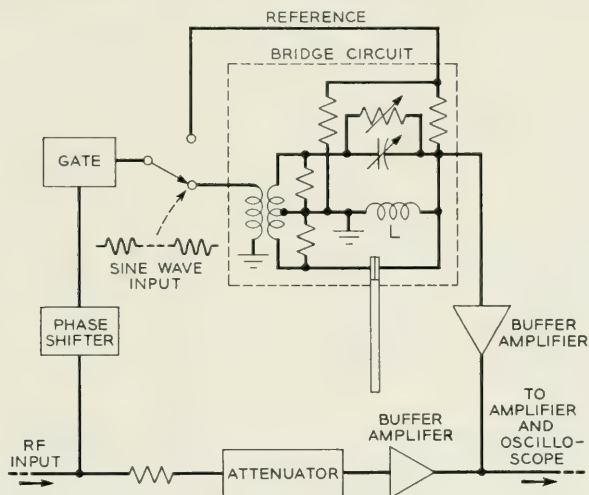 REFERENCE
BRIDGE CIRCUIT
GATE
L
SINE WAVE
INPUT
PHASE
SHIFTER
BUFFER
AMPLIFIER
RF
INPUT
ATTENUATOR
BUFFER
AMPLIFER
TO
AMPLIFIER
AND
OSCILLO-
SCOPE